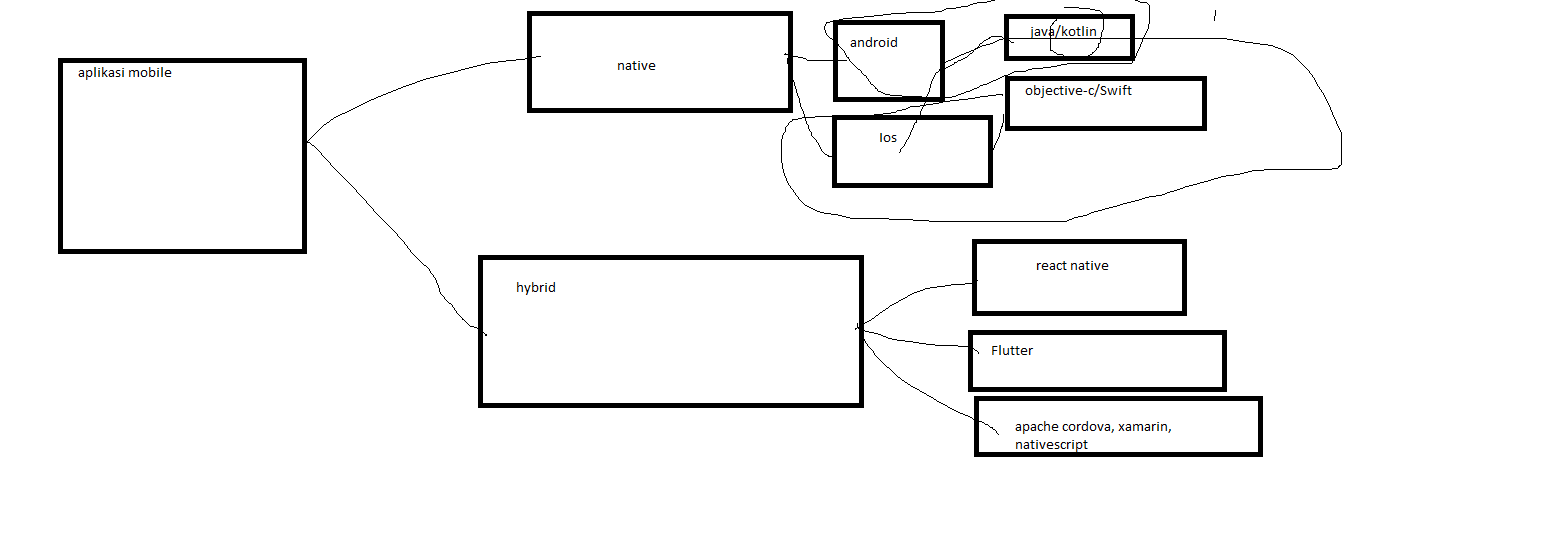 aplikasi mobile
native
android
java/kotlin
objective-c/Swift
Ios
hybrid
react native
Flutter
apache cordova, xamarin,
nativescript